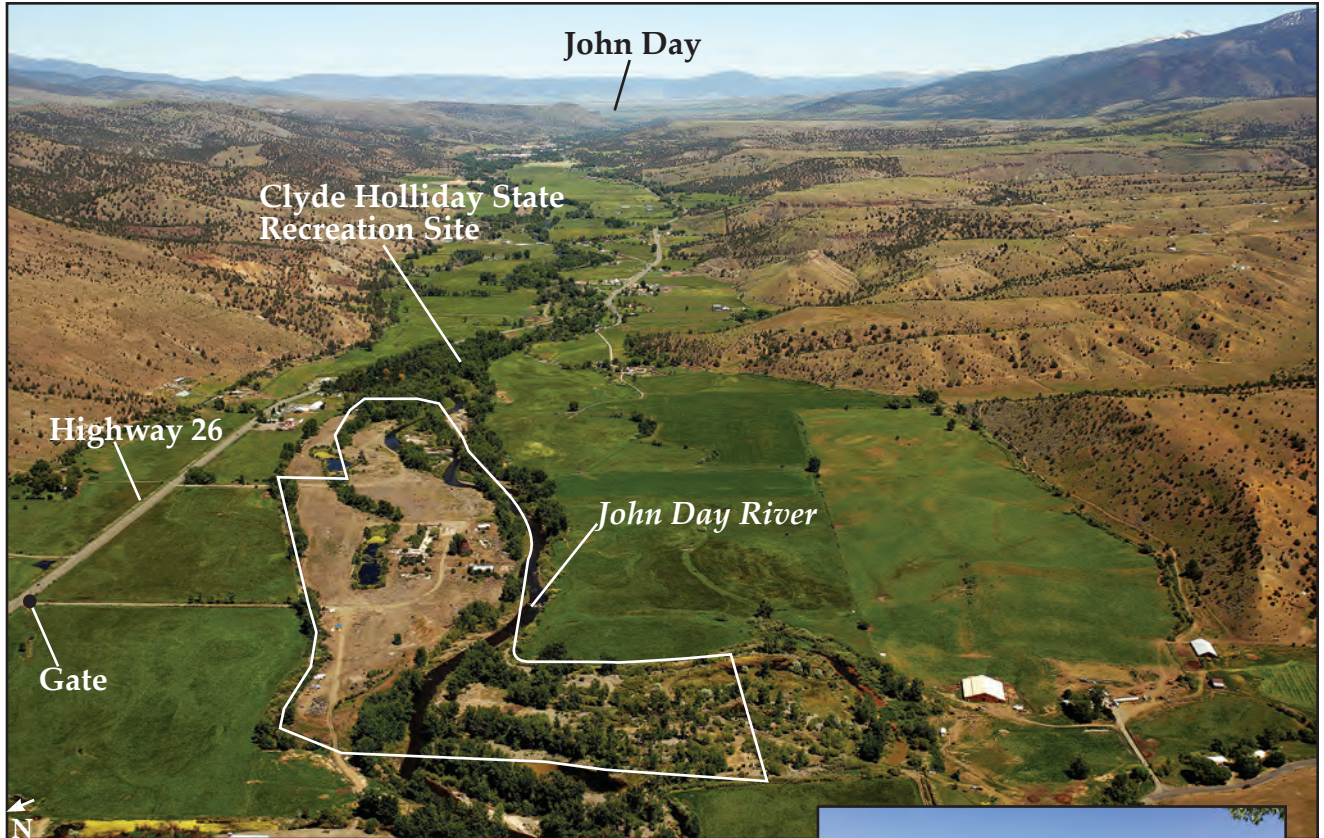 John Day
Clyde Holliday State
Recreation Site
Highway 26
John Day River
Gate
N